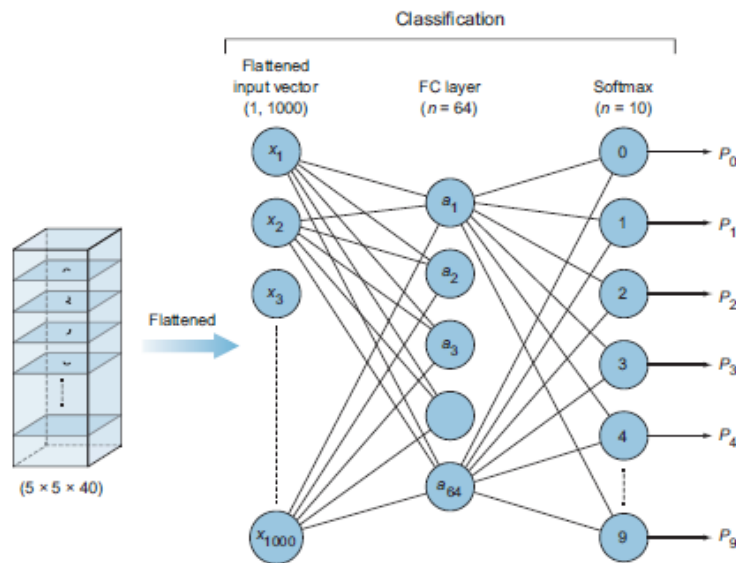 Classification
Flattened
input vector
(1, 1000)
FC layer
(n = 64)
Softmax
(n = 10)
x1
x2
x3
x1000
a1
a2
a3
a64
0
1
2
3
4
9
P0
P1
P2
P3
P4
P9
Flattened
(5 × 5 × 40)